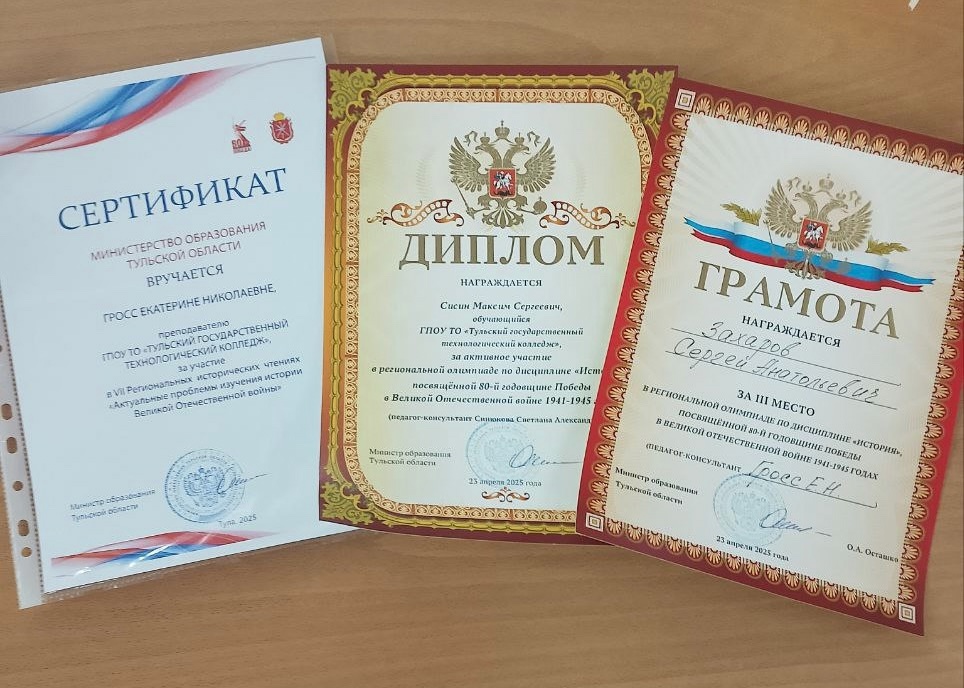 СЕРТИФИКАТ
МИНИСТЕРСТВО ОБРАЗОВАНИЯ
ТУЛЬСКОЙ ОБЛАСТИ
ВРУЧАЕТСЯ
ГРОСС ЕКАТЕРИНЕ НИКОЛАЕВНЕ,
преподавателю
ГПОУ ТО «ТУЛЬСКИЙ ГОСУДАРСТВЕННЫЙ
ТЕХНОЛОГИЧЕСКИЙ КОЛЛЕДЖ»,
за участие
в VII Региональных исторических чтениях
«Актуальные проблемы изучения истории
Великой Отечественной войны»
Министр образования
Тульской области
Тула, 2025
ДИПЛОМ
НАГРАЖДАЕТСЯ
Сисин Максим Сергеевич,
обучающийся
ГПОУ ТО «Тульский государственный
технологический колледж»,
за активное участие
в региональной олимпиаде по дисциплине «Исто
посвящённой 80-й годовщине Победы
в Великой Отечественной войне 1941-1945
(педагог-консультант Синюкова Светлана Александ
Министр образования
Тульской области
23 апреля 2025 года
ГРАМОТА
НАГРАЖДАЕТСЯ
Захаров
Сергей Анатольевич
ЗА III МЕСТО
В РЕГИОНАЛЬНОЙ ОЛИМПИАДЕ ПО ДИСЦИПЛИНЕ «ИСТОРИЯ»,
ПОСВЯЩЁННОЙ 80-Й ГОДОВЩИНЕ ПОБЕДЫ
В ВЕЛИКОЙ ОТЕЧЕСТВЕННОЙ ВОЙНЕ 1941-1945 ГОДАХ
(ПЕДАГОГ-КОНСУЛЬТАНТ Гросс Е.Н.
Министр образования
Тульской области
О.А. Осташко
23 апреля 2025 года